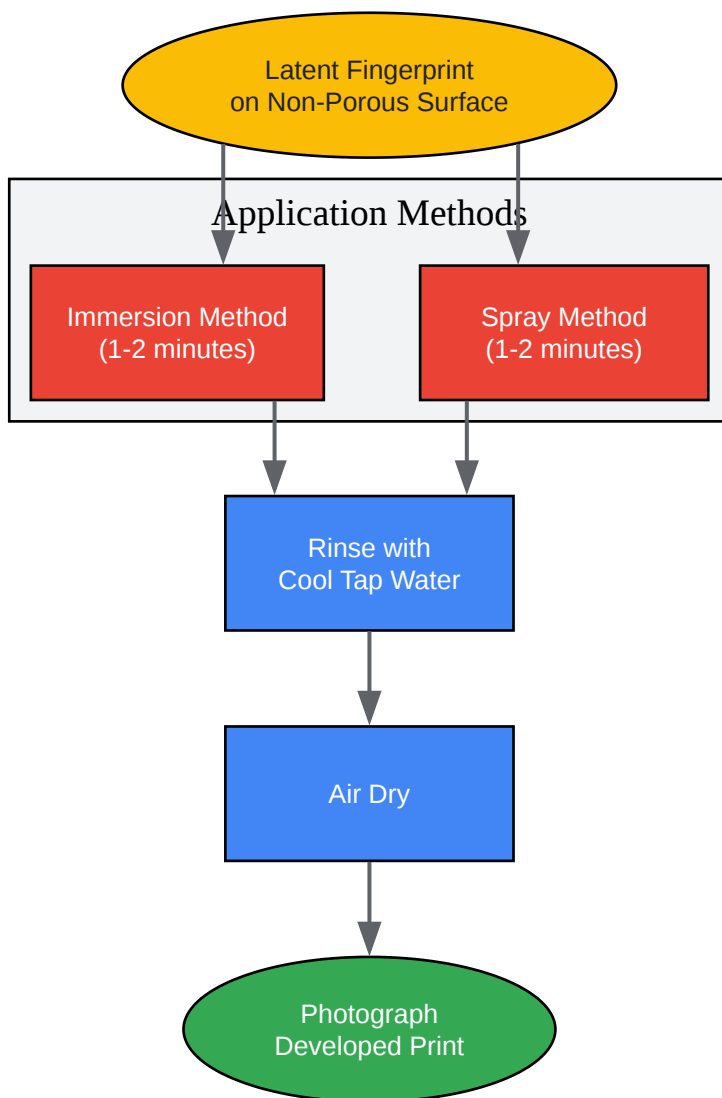 Latent Fingerprint
on Non-Porous Surface
Application Methods
Immersion Method
(1-2 minutes)
Spray Method
(1-2 minutes)
Rinse with
Cool Tap Water
Air Dry
Photograph
Developed Print